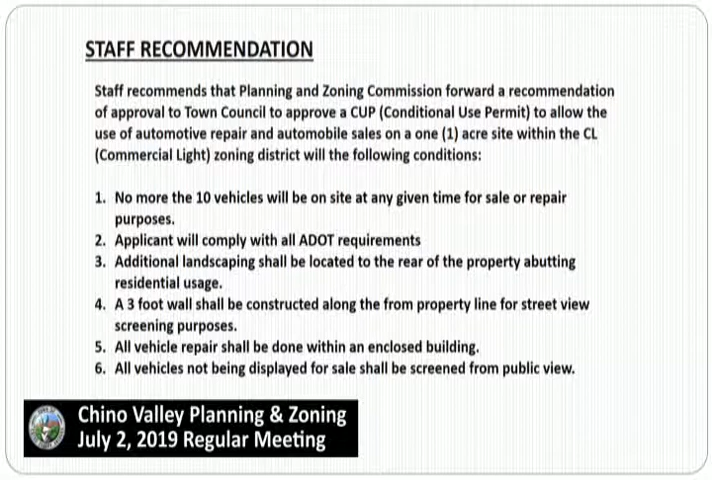 STAFF RECOMMENDATION
Staff recommends that Planning and Zoning Commission forward a recommendation
of approval to Town Council to approve a CUP (Conditional Use Permit) to allow the
use of automotive repair and automobile sales on a one (1) acre site within the CL
(Commercial Light) zoning district will the following conditions:
1. No more the 10 vehicles will be on site at any given time for sale or repair
purposes.
2. Applicant will comply with all ADOT requirements
3. Additional landscaping shall be located to the rear of the property abutting
residential usage.
4. A 3 foot wall shall be constructed along the from property line for street view
screening purposes.
5. All vehicle repair shall be done within an enclosed building.
6. All vehicles not being displayed for sale shall be screened from public view.
Chino Valley Planning & Zoning
July 2, 2019 Regular Meeting